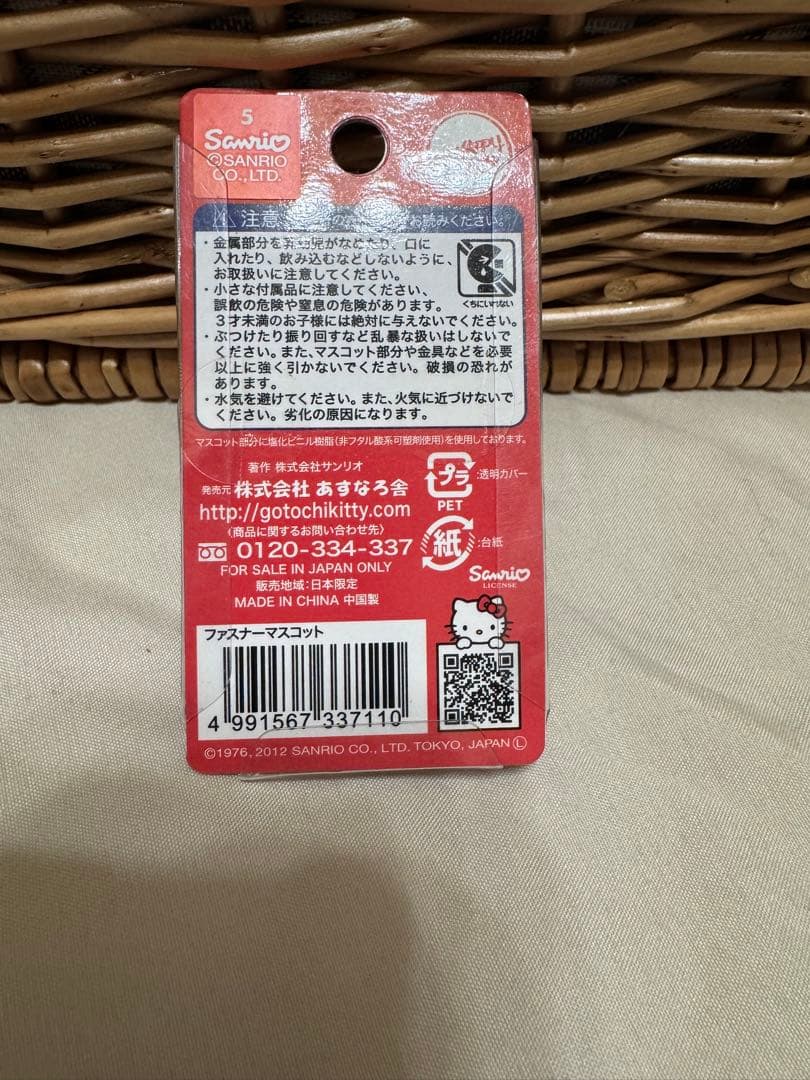 5
Sanrio
©SANRIO
CO., LTD.
注意
お読みください。
・金属部分を乳幼児がなめたり、口に
入れたり、飲み込むなどしないように、
お取扱いに注意してください。
くちにいれない
・小さな付属品に注意してください、
誤飲の危険や窒息の危険があります。
3才未満のお子様には絶対に与えないでください。
・ぶつけたり振り回すなど乱暴な扱いはしないで
ください。また、マスコット部分や金具などを必要
以上に強く引かないでください。破損の恐れが
あります。
・水気を避けてください。また、火気に近づけないで
ください。劣化の原因になります。
マスコット部分に塩化ビニル樹脂(非フタル酸系可塑剤使用)を使用しております。
著作 株式会社サンリオ
発売元 株式会社 あすなろ舎
http://gotochikitty.com
〈商品に関するお問い合わせ先〉
0120-334-337
FOR SALE IN JAPAN ONLY
販売地域:日本限定
MADE IN CHINA 中国製
プラ :透明カバー
PET
紙 :台紙
Sanrio
LICENSE
ファスナーマスコット
4 991567 337110
©1976, 2012 SANRIO CO., LTD. TOKYO, JAPAN Ⓛ